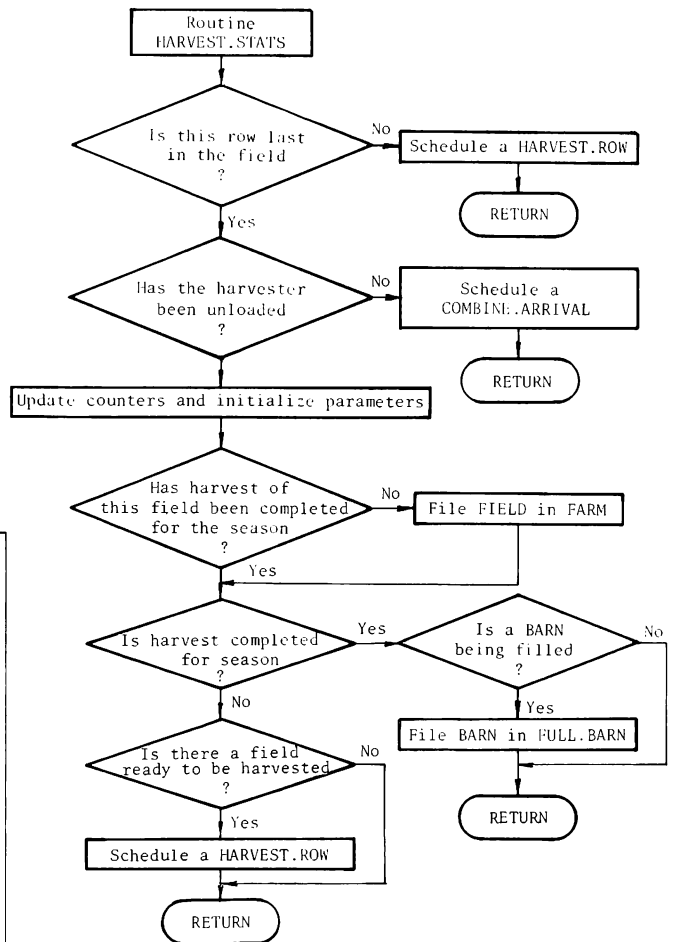 Routine
HARVEST.STATS
Is this row last
in the field
?
No
Schedule a HARVEST.ROW
RETURN
Yes
Has the harvester
been unloaded
?
No
Schedule a
COMBINE.ARRIVAL
RETURN
Update counters and initialize parameters
Has harvest of
this field been completed
for the season
?
No
File FIELD in FARM
Yes
Is harvest completed
for season
?
Yes
Is a BARN
being filled
?
No
Yes
File BARN in FULL.BARN
RETURN
No
Is there a field
ready to be harvested
?
No
Yes
Schedule a HARVEST.ROW
RETURN